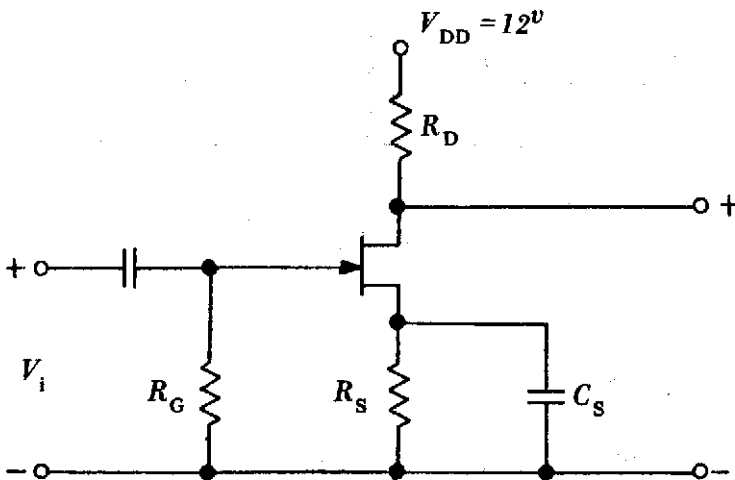 V_DD = 12^v
R_D
+
+
V_i
R_G
R_S
C_S
−
−